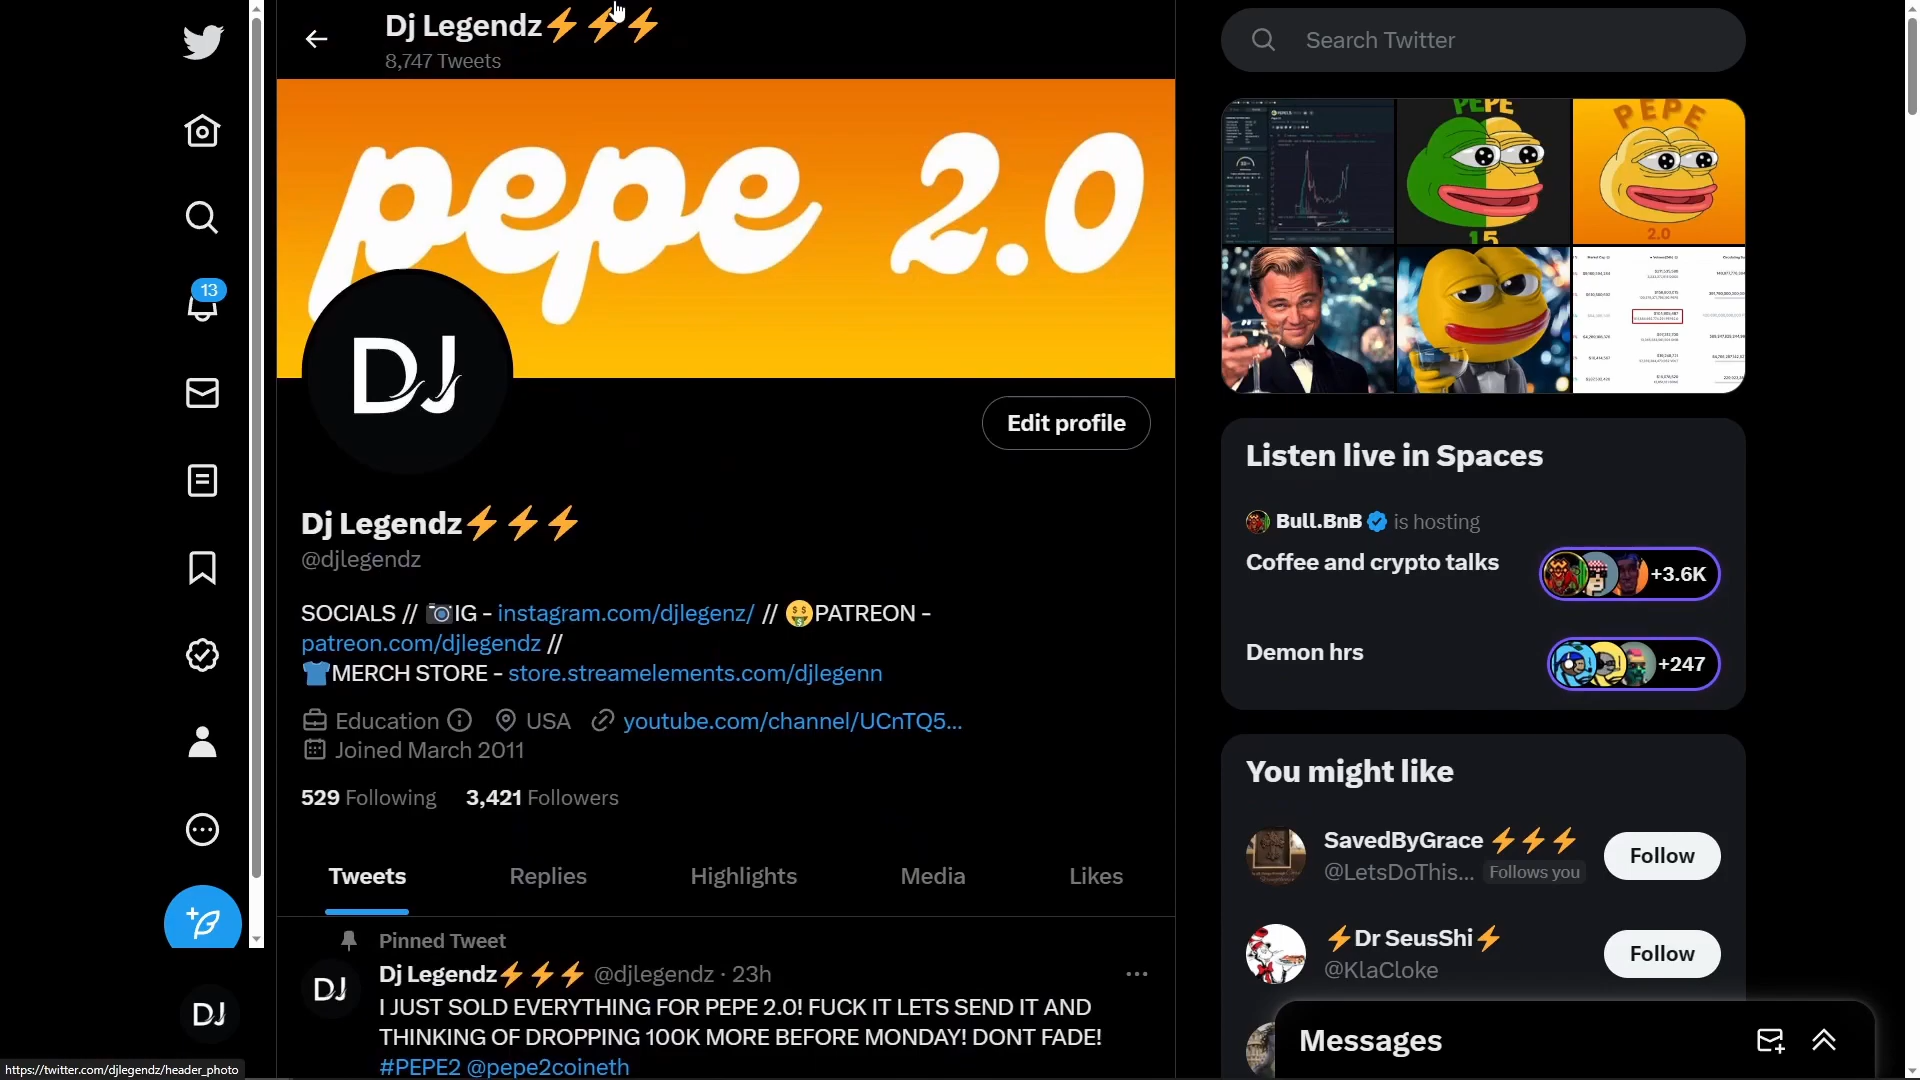 Dj Legendz⚡⚡⚡
8,747 Tweets
Search Twitter
pepe 2.0
PEPE
15
PEPE
2.0
13
DJ
Edit profile
Dj Legendz⚡⚡⚡
@djlegendz
SOCIALS // 📷IG - instagram.com/djlegenz/ // 🤑PATREON -
patreon.com/djlegendz //
👕MERCH STORE - store.streamelements.com/djlegenn
Education USA youtube.com/channel/UCnTQ5...
Joined March 2011
529 Following 3,421 Followers
Tweets Replies Highlights Media Likes
Pinned Tweet
DJ
Dj Legendz⚡⚡⚡ @djlegendz · 23h
I JUST SOLD EVERYTHING FOR PEPE 2.0! FUCK IT LETS SEND IT AND
THINKING OF DROPPING 100K MORE BEFORE MONDAY! DONT FADE!
#PEPE2 @pepe2coineth
Listen live in Spaces
Bull.BnB is hosting
Coffee and crypto talks
+3.6K
Demon hrs
+247
You might like
SavedByGrace ⚡⚡⚡
@LetsDoThis... Follows you
Follow
⚡Dr SeusShi⚡
@KlaCloke
Follow
Messages
DJ
https://twitter.com/djlegendz/header_photo